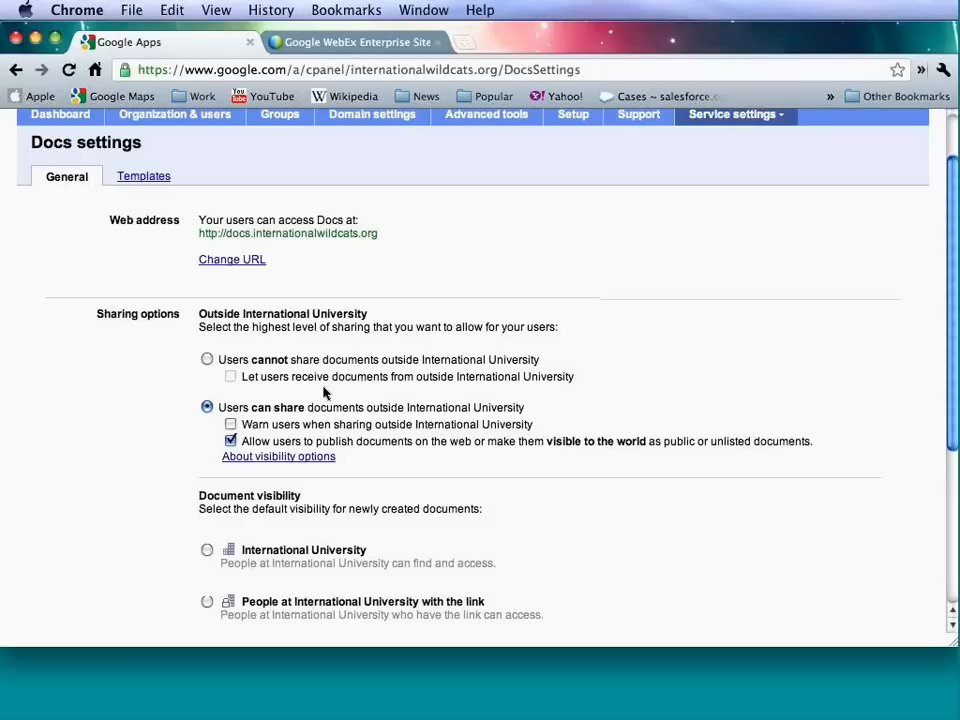 Chrome File Edit View History Bookmarks Window Help
Google Apps Google WebEx Enterprise Site
https://www.google.com/a/cpanel/internationalwildcats.org/DocsSettings
Apple Google Maps Work YouTube Wikipedia News Popular Yahoo! Cases ~ salesforce.c » Other Bookmarks
Dashboard Organization & users Groups Domain settings Advanced tools Setup Support Service settings
Docs settings
General Templates
Web address Your users can access Docs at:
http://docs.internationalwildcats.org
Change URL
Sharing options Outside International University
Select the highest level of sharing that you want to allow for your users:
Users cannot share documents outside International University
Let users receive documents from outside International University
Users can share documents outside International University
Warn users when sharing outside International University
Allow users to publish documents on the web or make them visible to the world as public or unlisted documents.
About visibility options
Document visibility
Select the default visibility for newly created documents:
International University
People at International University can find and access.
People at International University with the link
People at International University who have the link can access.